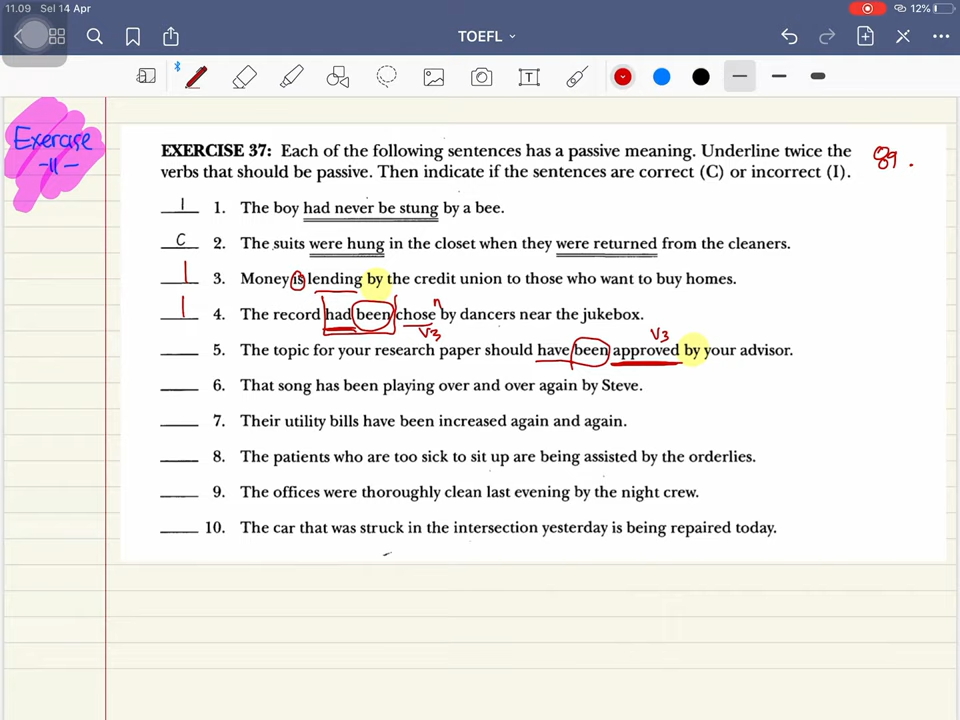 11.09 Sel 14 Apr
12%
TOEFL
T
Exercise
-11-
EXERCISE 37: Each of the following sentences has a passive meaning. Underline twice the
verbs that should be passive. Then indicate if the sentences are correct (C) or incorrect (I).
89.
I 1. The boy had never be stung by a bee.
C 2. The suits were hung in the closet when they were returned from the cleaners.
I 3. Money is lending by the credit union to those who want to buy homes.
n
I 4. The record had been chose by dancers near the jukebox.
V3
V3
5. The topic for your research paper should have been approved by your advisor.
6. That song has been playing over and over again by Steve.
7. Their utility bills have been increased again and again.
8. The patients who are too sick to sit up are being assisted by the orderlies.
9. The offices were thoroughly clean last evening by the night crew.
10. The car that was struck in the intersection yesterday is being repaired today.